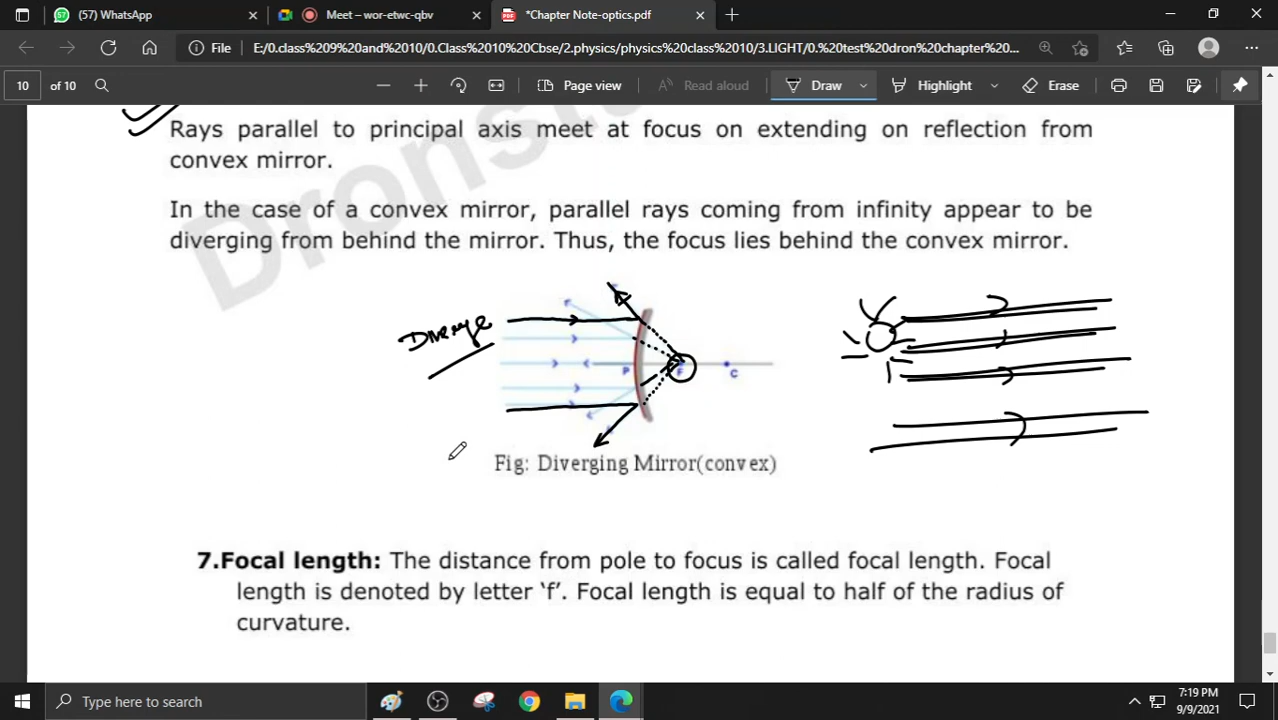 (57) WhatsApp
Meet – wor-etwc-qbv
*Chapter Note-optics.pdf
File
E:/0.class%209%20and%2010/0.Class%2010%20Cbse/2.physics/physics%20class%2010/3.LIGHT/0.%20test%20dron%20chapter%20...
10 of 10
Page view
Read aloud
Draw
Highlight
Erase
Rays parallel to principal axis meet at focus on extending on reflection from
convex mirror.
In the case of a convex mirror, parallel rays coming from infinity appear to be
diverging from behind the mirror. Thus, the focus lies behind the convex mirror.
Diverge
P
F
C
Fig: Diverging Mirror(convex)
7.Focal length: The distance from pole to focus is called focal length. Focal
length is denoted by letter ‘f’. Focal length is equal to half of the radius of
curvature.
Type here to search
7:19 PM
9/9/2021